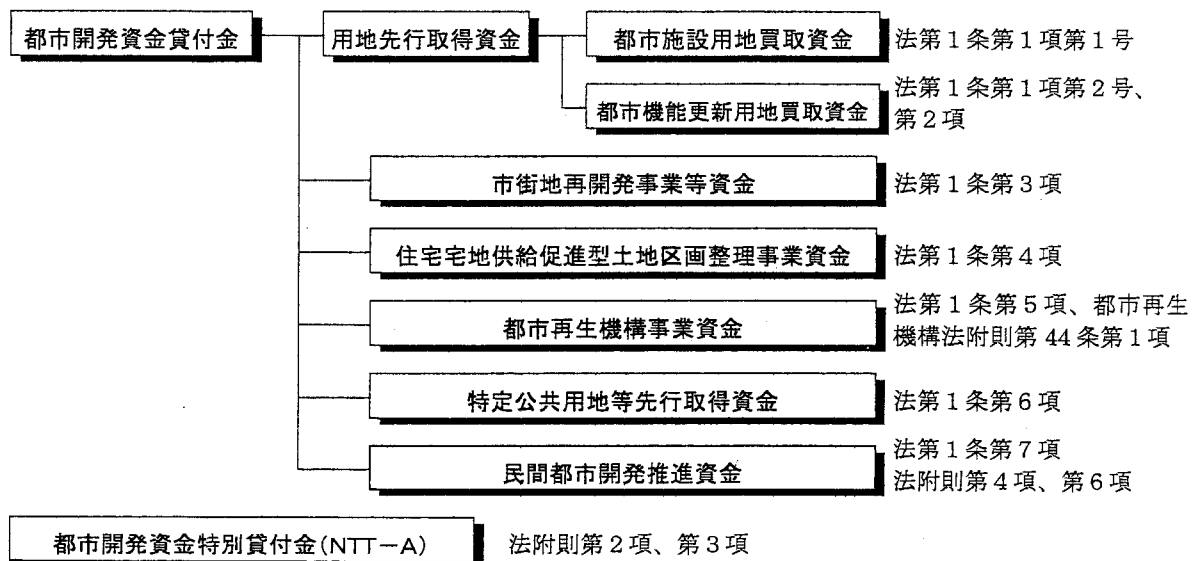 都市開発資金貸付金
用地先行取得資金
都市施設用地買取資金
法第1条第1項第1号
都市機能更新用地買取資金
法第1条第1項第2号、
第2項
市街地再開発事業等資金
法第1条第3項
住宅宅地供給促進型土地区画整理事業資金
法第1条第4項
都市再生機構事業資金
法第1条第5項、都市再生
機構法附則第44条第1項
特定公共用地等先行取得資金
法第1条第6項
民間都市開発推進資金
法第1条第7項
法附則第4項、第6項
都市開発資金特別貸付金(NTT－A)
法附則第2項、第3項